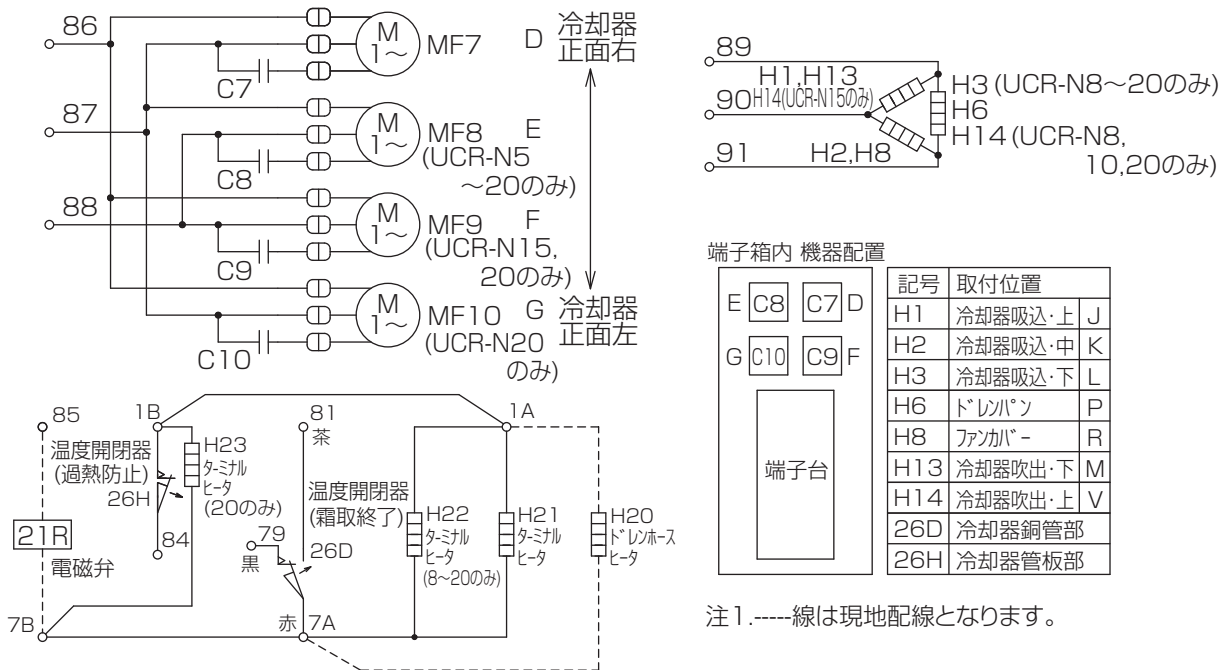 86
87
88
C7
C8
C9
C10
M
1～
MF7
M
1～
MF8
(UCR-N5
～20のみ)
M
1～
MF9
(UCR-N15,
20のみ)
M
1～
MF10
(UCR-N20
のみ)
D
E
F
G
冷却器
正面右
冷却器
正面左
89
90
91
H1,H13
H14(UCR-N15のみ)
H2,H8
H3 (UCR-N8～20のみ)
H6
H14 (UCR-N8,
10,20のみ)
85
1B
温度開閉器
(過熱防止)
26H
H23
ターミナル
ヒータ
(20のみ)
84
21R
電磁弁
7B
81
茶
温度開閉器
(霜取終了)
79
黒
26D
赤
7A
1A
H22
ターミナル
ヒータ
(8～20のみ)
H21
ターミナル
ヒータ
H20
ドレンホース
ヒータ
端子箱内 機器配置
E C8 C7 D
G C10 C9 F
端子台
記号 取付位置
H1 冷却器吸込・上 J
H2 冷却器吸込・中 K
H3 冷却器吸込・下 L
H6 ドレンパン P
H8 ファンカバー R
H13 冷却器吹出・下 M
H14 冷却器吹出・上 V
26D 冷却器銅管部
26H 冷却器管板部
注1.-----線は現地配線となります。